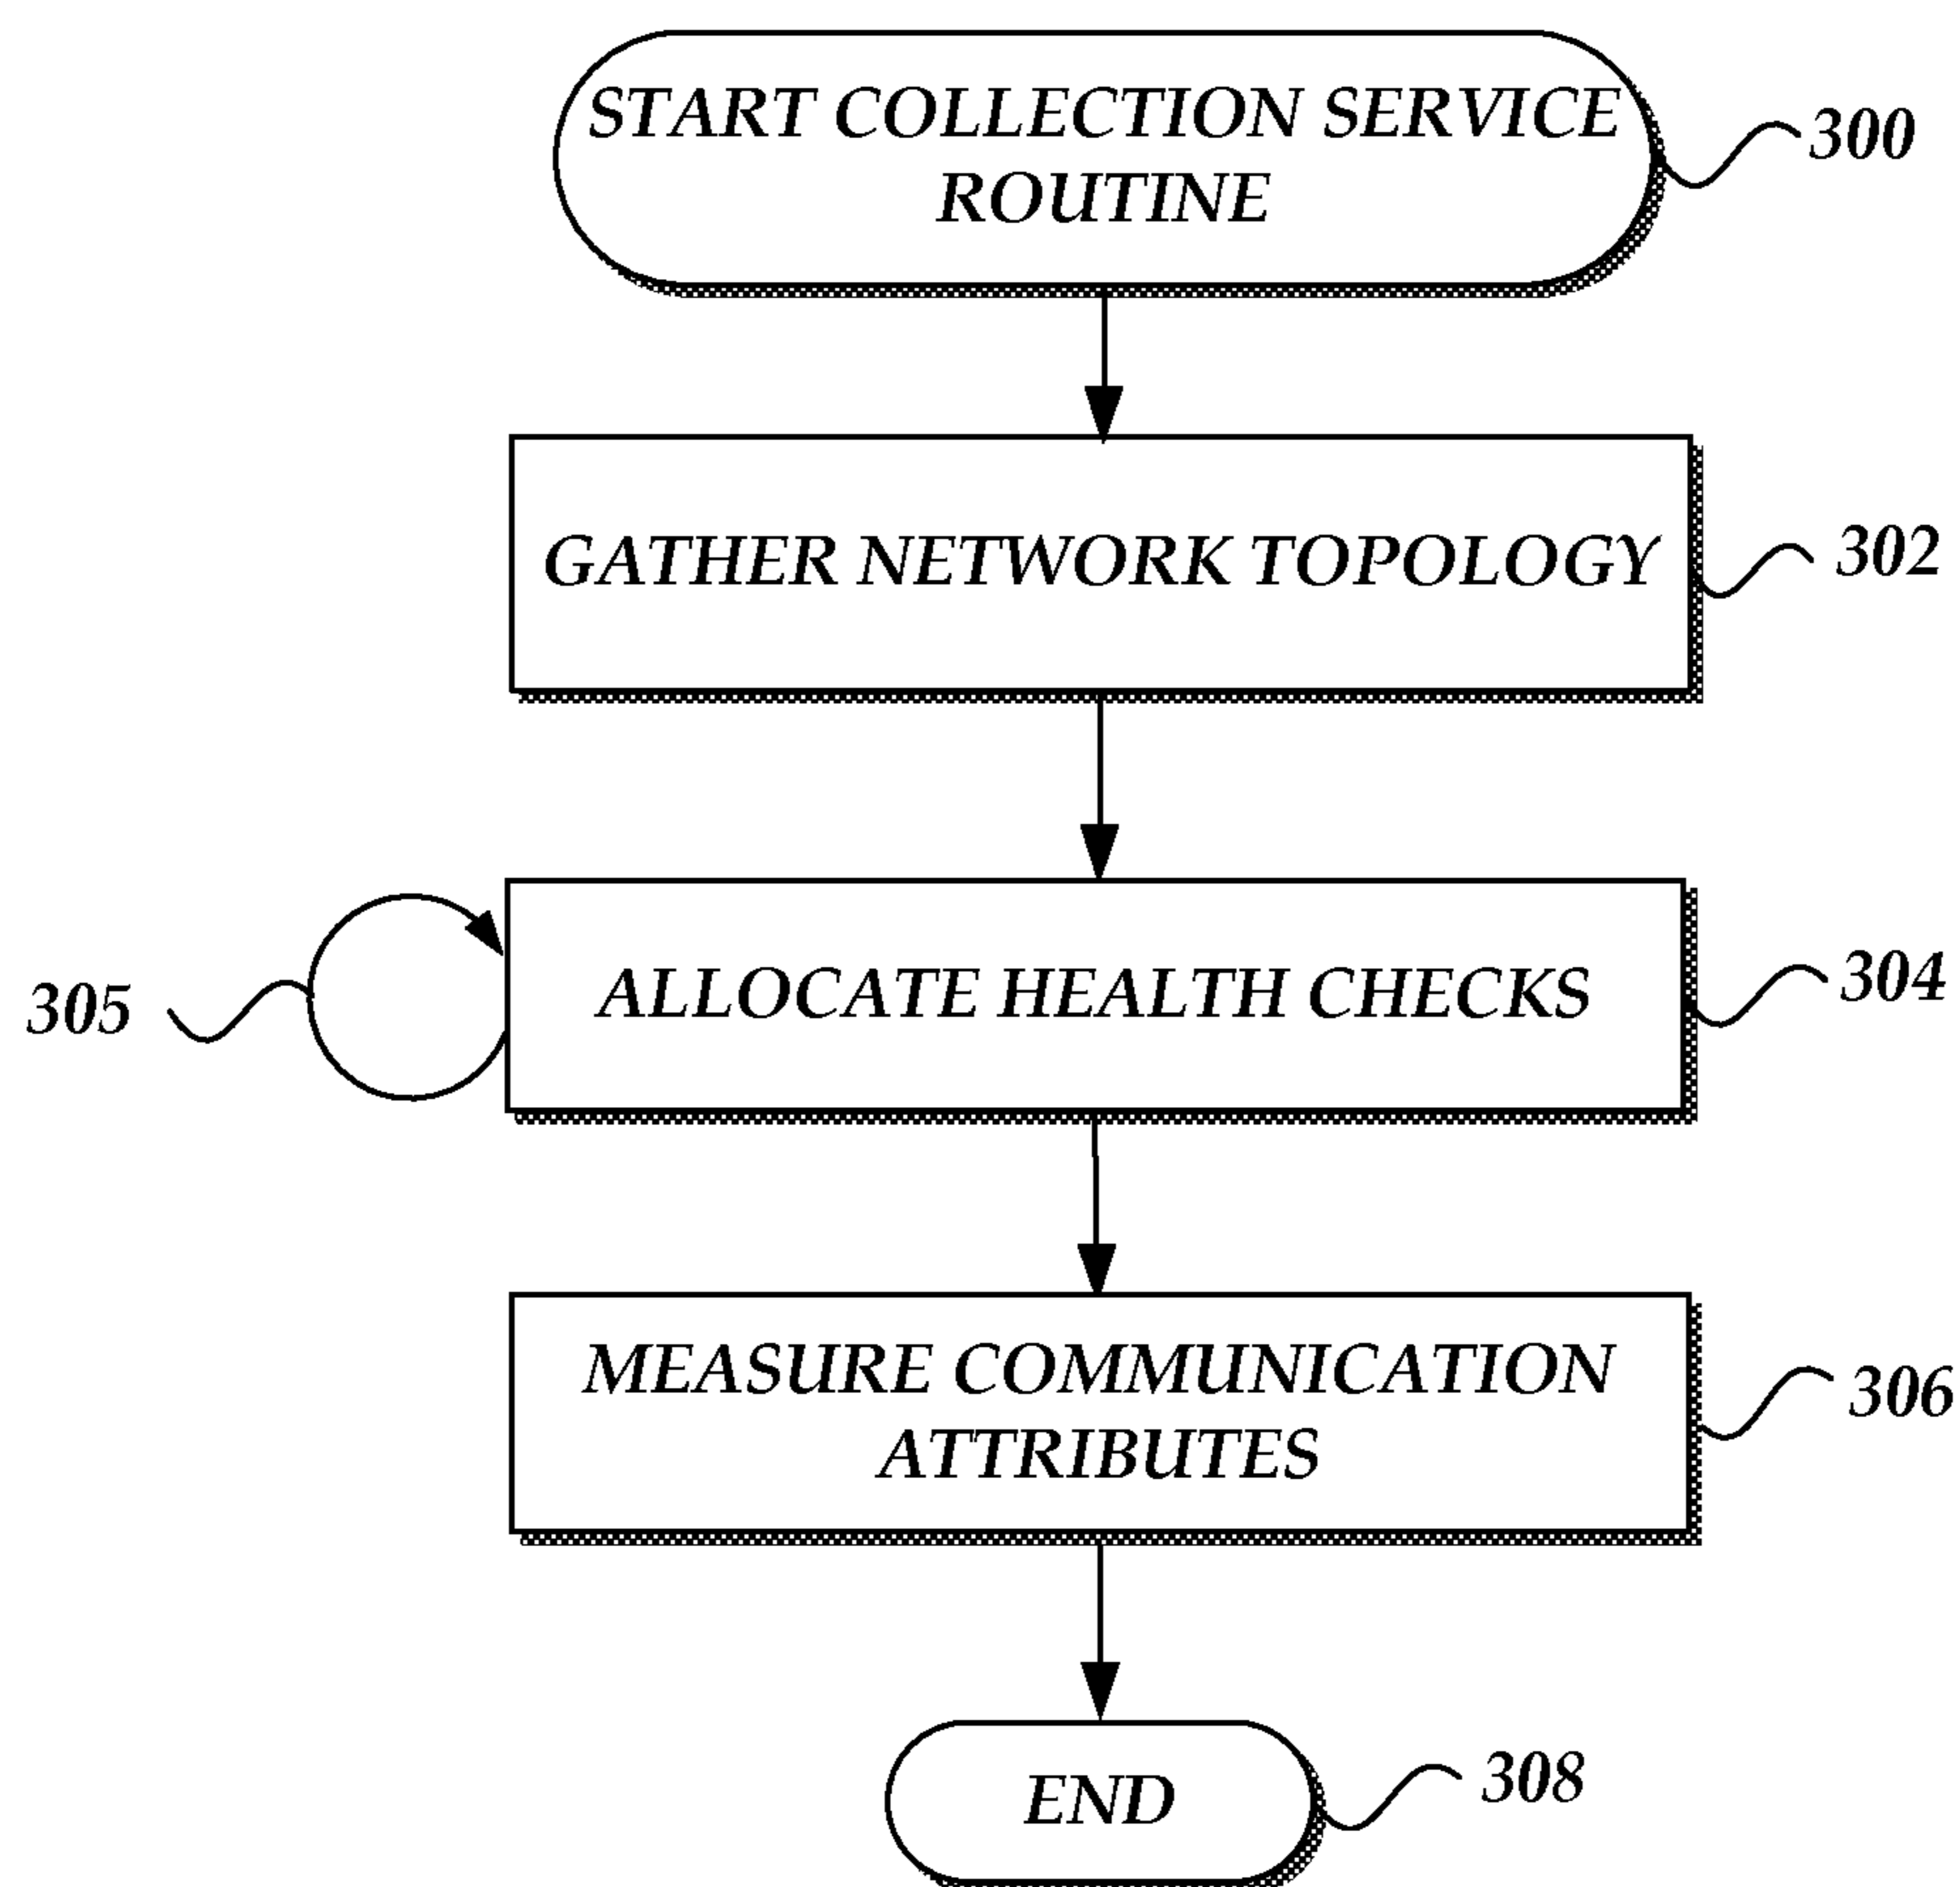 START COLLECTION SERVICE
ROUTINE
300
GATHER NETWORK TOPOLOGY
302
305
ALLOCATE HEALTH CHECKS
304
MEASURE COMMUNICATION
ATTRIBUTES
306
END
308